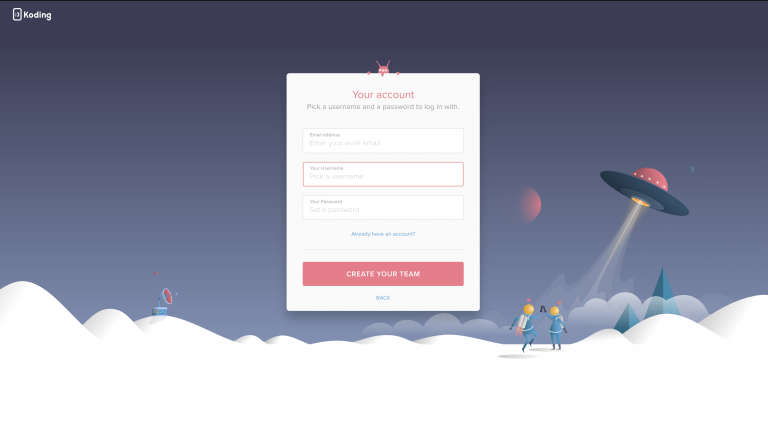 Koding
Your account
Pick a username and a password to log in with.
Email address
Enter your work email
Your Username
Pick a username
Your Password
Set a password
Already have an account?
CREATE YOUR TEAM
BACK